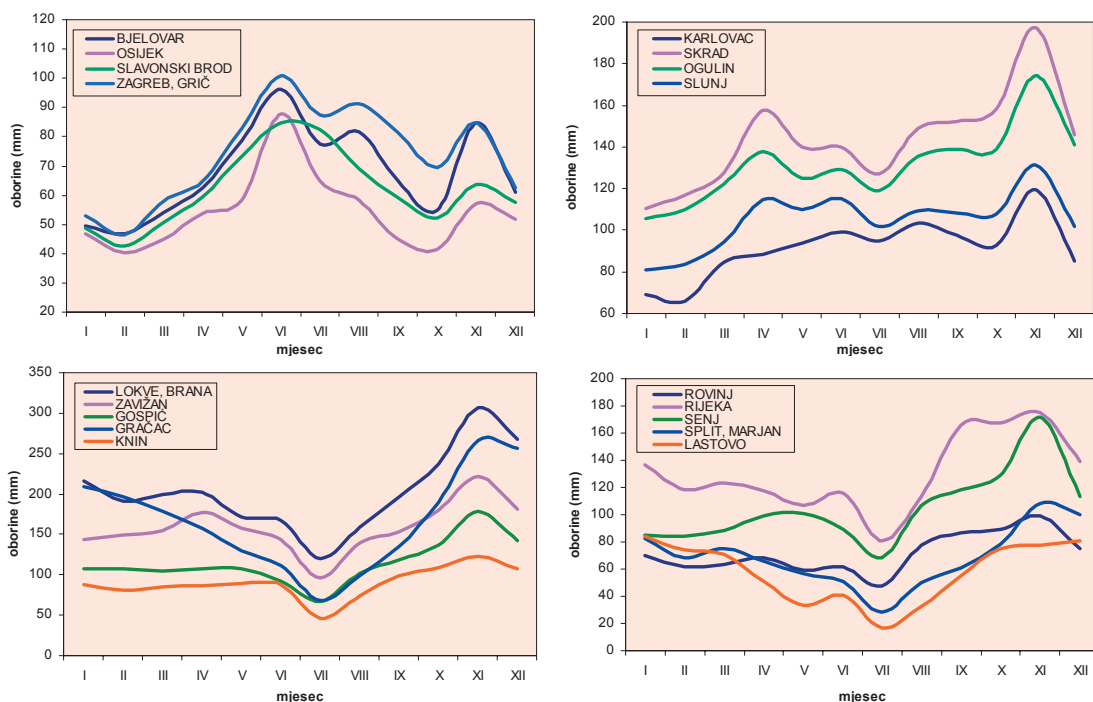 oborine (mm)
120
100
90
80
70
60
50
40
30
20
BJELOVAR
OSIJEK
SLAVONSKI BROD
ZAGREB, GRIČ
I II III IV V VI VII VIII IX X XI XII
mjesec
oborine (mm)
200
180
160
140
120
100
80
60
KARLOVAC
SKRAD
OGULIN
SLUNJ
I II III IV V VI VII VIII IX X XI XII
mjesec
oborine (mm)
350
300
250
200
150
100
50
0
LOKVE, BRANA
ZAVIŽAN
GOSPIĆ
GRAČAC
KNIN
I II III IV V VI VII VIII IX X XI XII
mjesec
oborine (mm)
200
180
160
140
120
100
80
60
40
20
0
ROVINJ
RIJEKA
SENJ
SPLIT, MARJAN
LASTOVO
I II III IV V VI VII VIII IX X XI XII
mjesec